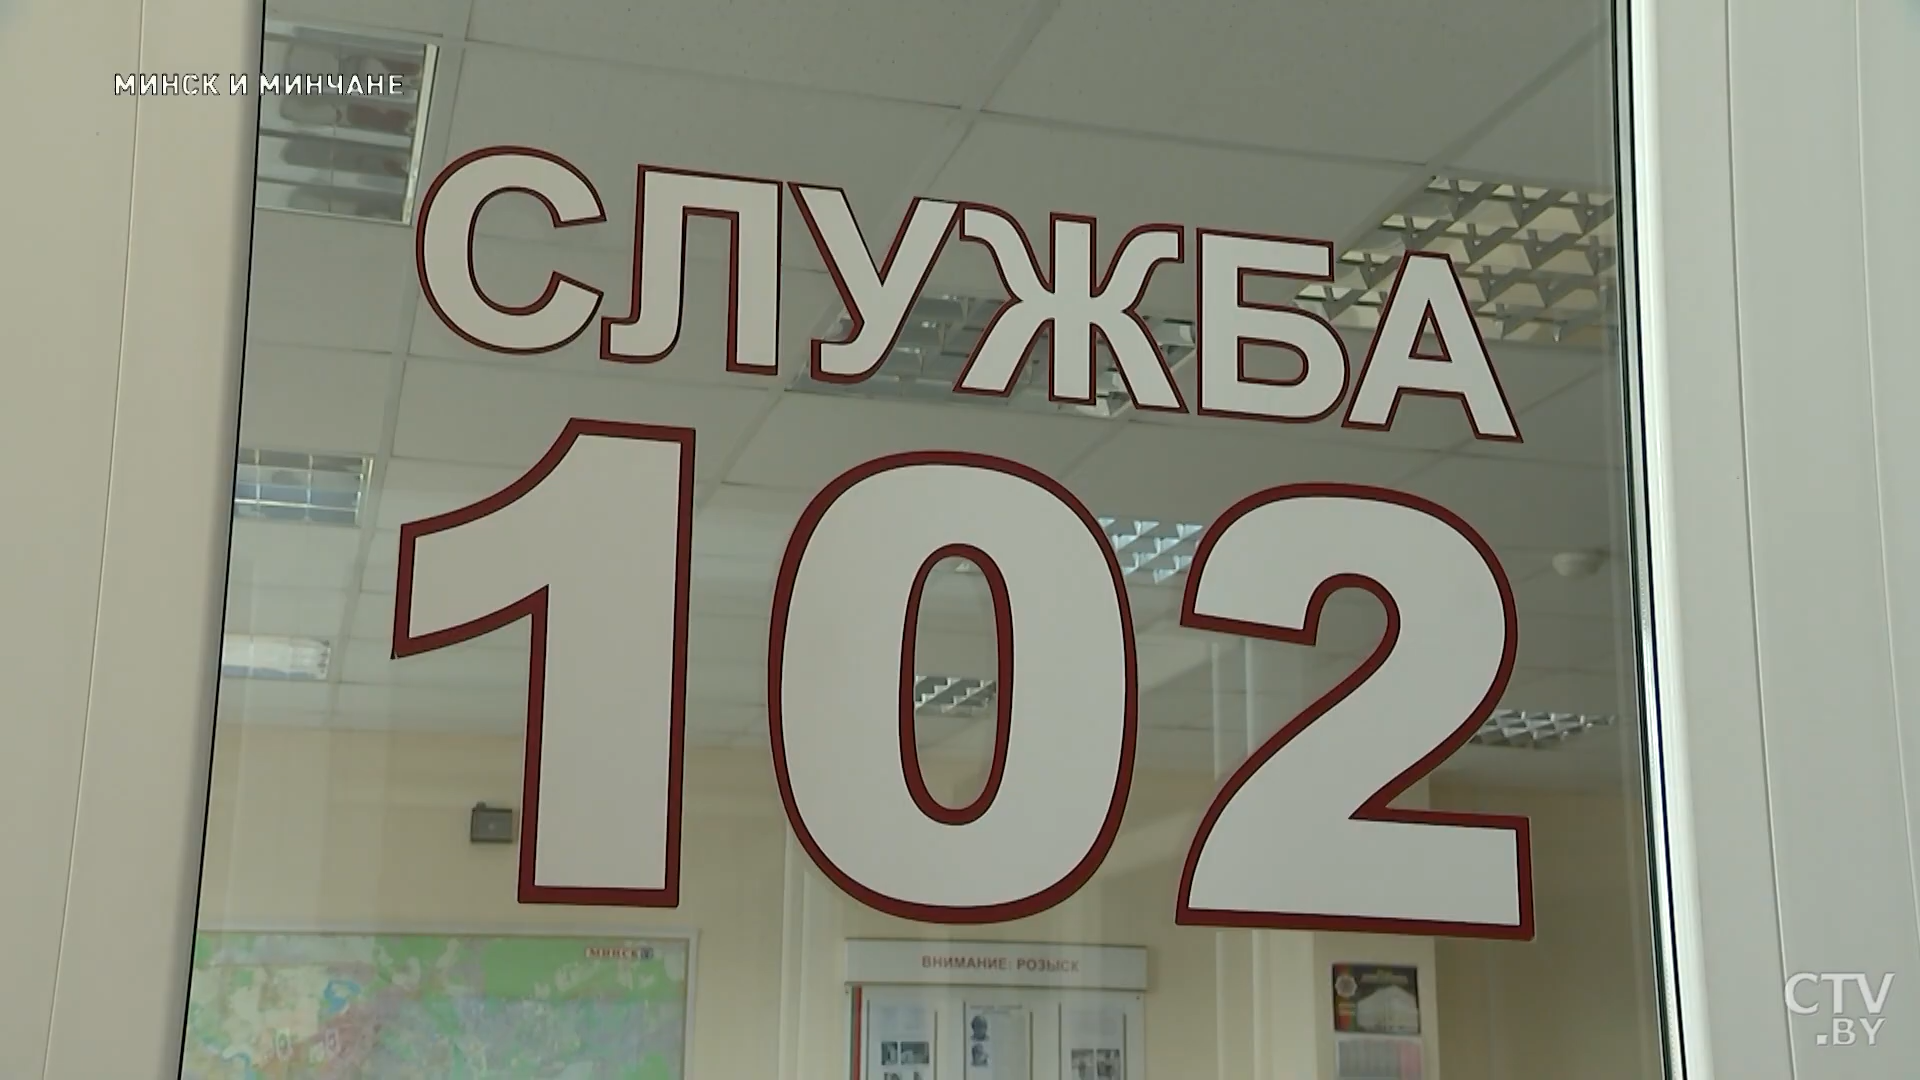 МИНСК И МИНЧАНЕ
СЛУЖБА
102
МИНСК
ВНИМАНИЕ: РОЗЫСК
CTV
.BY